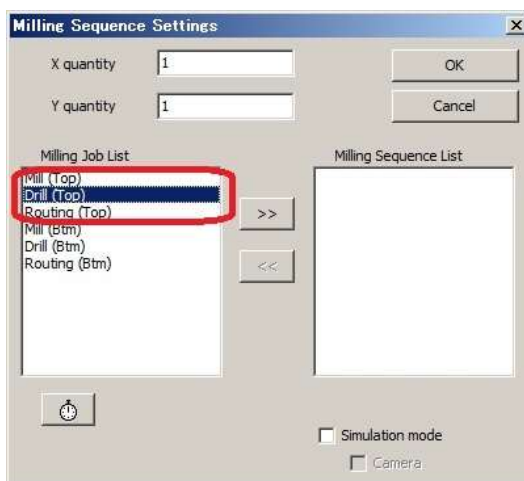 Milling Sequence Settings
X quantity 1
OK
Y quantity 1
Cancel
Milling Job List
Milling Sequence List
Mill (Top)
Drill (Top)
Routing (Top)
Mill (Btm)
Drill (Btm)
Routing (Btm)
>>
<<
Simulation mode
Camera